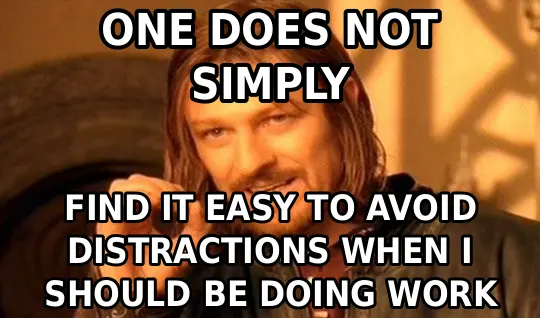 ONE DOES NOT
SIMPLY
FIND IT EASY TO AVOID
DISTRACTIONS WHEN I
SHOULD BE DOING WORK